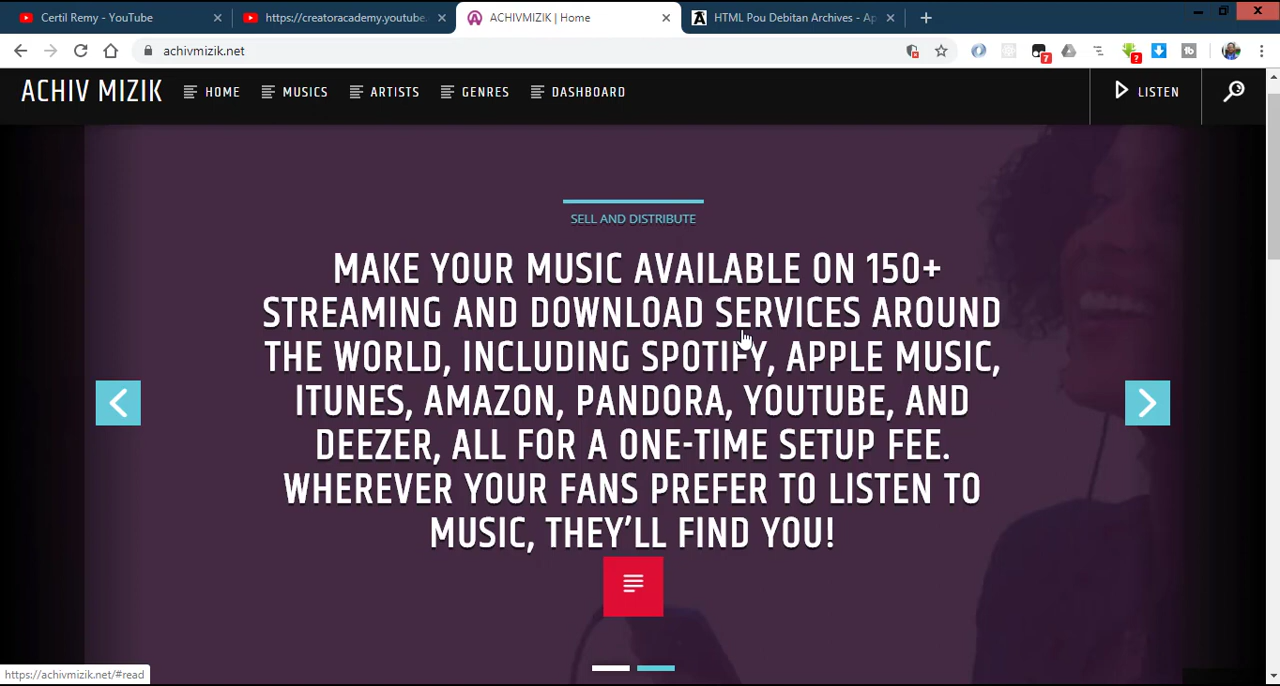 Certil Remy - YouTube
https://creatoracademy.youtube.
ACHIVMIZIK | Home
HTML Pou Debitan Archives - Ap
achivmizik.net
7
?
tb
ACHIV MIZIK
HOME
MUSICS
ARTISTS
GENRES
DASHBOARD
LISTEN
SELL AND DISTRIBUTE
MAKE YOUR MUSIC AVAILABLE ON 150+
STREAMING AND DOWNLOAD SERVICES AROUND
THE WORLD, INCLUDING SPOTIFY, APPLE MUSIC,
ITUNES, AMAZON, PANDORA, YOUTUBE, AND
DEEZER, ALL FOR A ONE-TIME SETUP FEE.
WHEREVER YOUR FANS PREFER TO LISTEN TO
MUSIC, THEY’LL FIND YOU!
https://achivmizik.net/#read